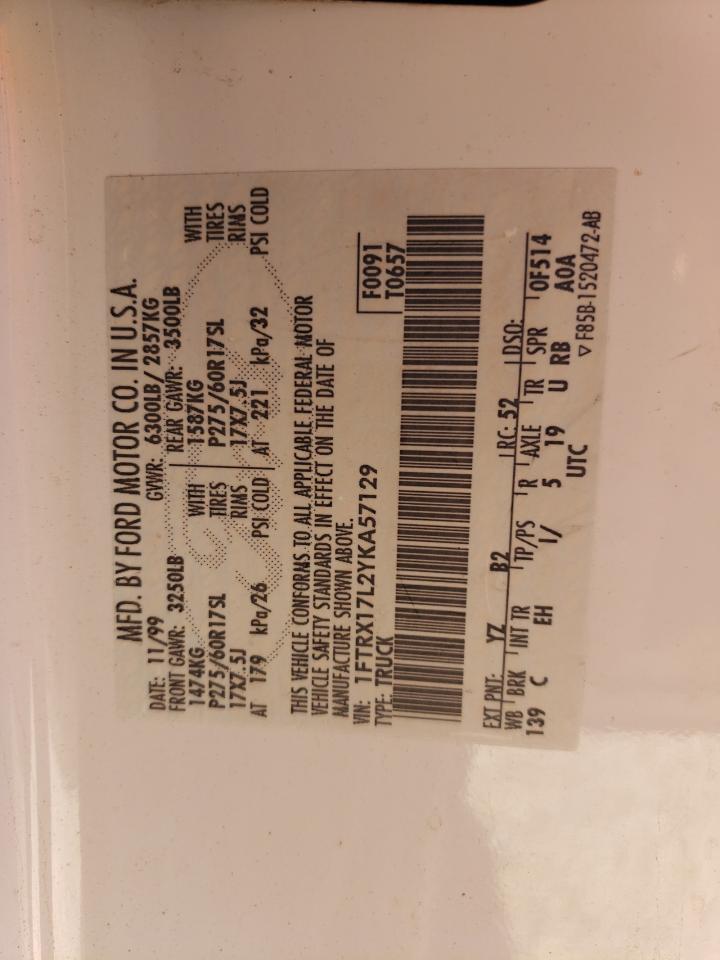 MFD. BY FORD MOTOR CO. IN U.S.A.
DATE: 11/99 GVWR: 6300LB/ 2857KG
FRONT GAWR: 3250LB REAR GAWR: 3500LB
1474KG WITH 1587KG WITH
P275/60R17SL TIRES P275/60R17SL TIRES
17X7.5J RIMS 17X7.5J RIMS
AT 179 kPa/26 PSI COLD AT 221 kPa/32 PSI COLD
THIS VEHICLE CONFORMS TO ALL APPLICABLE FEDERAL MOTOR
VEHICLE SAFETY STANDARDS IN EFFECT ON THE DATE OF
MANUFACTURE SHOWN ABOVE.
VIN: 1FTRX17L2YKA57129 F0091
TYPE: TRUCK T0657
EXT PNT: YZ B2 RC: 52 DSO:
WB BRK INT TR TP/PS R AXLE TR SPR 0F514
139 C EH 1/ 5 19 U RB A0A
UTC ▽ F85B-1520472-AB